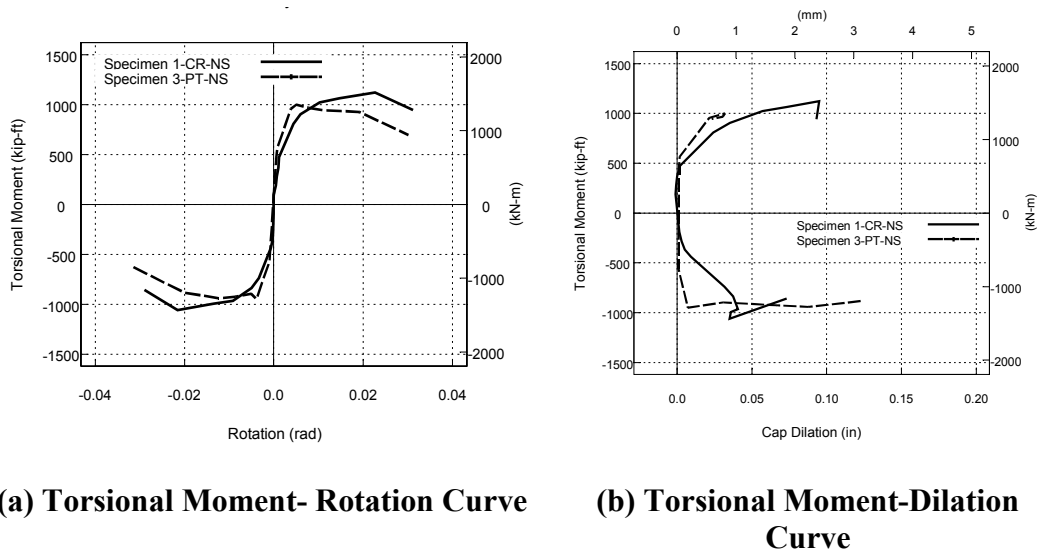 1500
1000
500
0
-500
-1000
-1500
Torsional Moment (kip-ft)
Specimen 1-CR-NS
Specimen 3-PT-NS
2000
1000
0
-1000
-2000
(kN-m)
-0.04 -0.02 0.0 0.02 0.04
Rotation (rad)
(a) Torsional Moment- Rotation Curve
(mm)
0 1 2 3 4 5
1500
1000
500
0
-500
-1000
-1500
Torsional Moment (kip-ft)
Specimen 1-CR-NS
Specimen 3-PT-NS
2000
1000
0
-1000
-2000
(kN-m)
0.0 0.05 0.10 0.15 0.20
Cap Dilation (in)
(b) Torsional Moment-Dilation
Curve